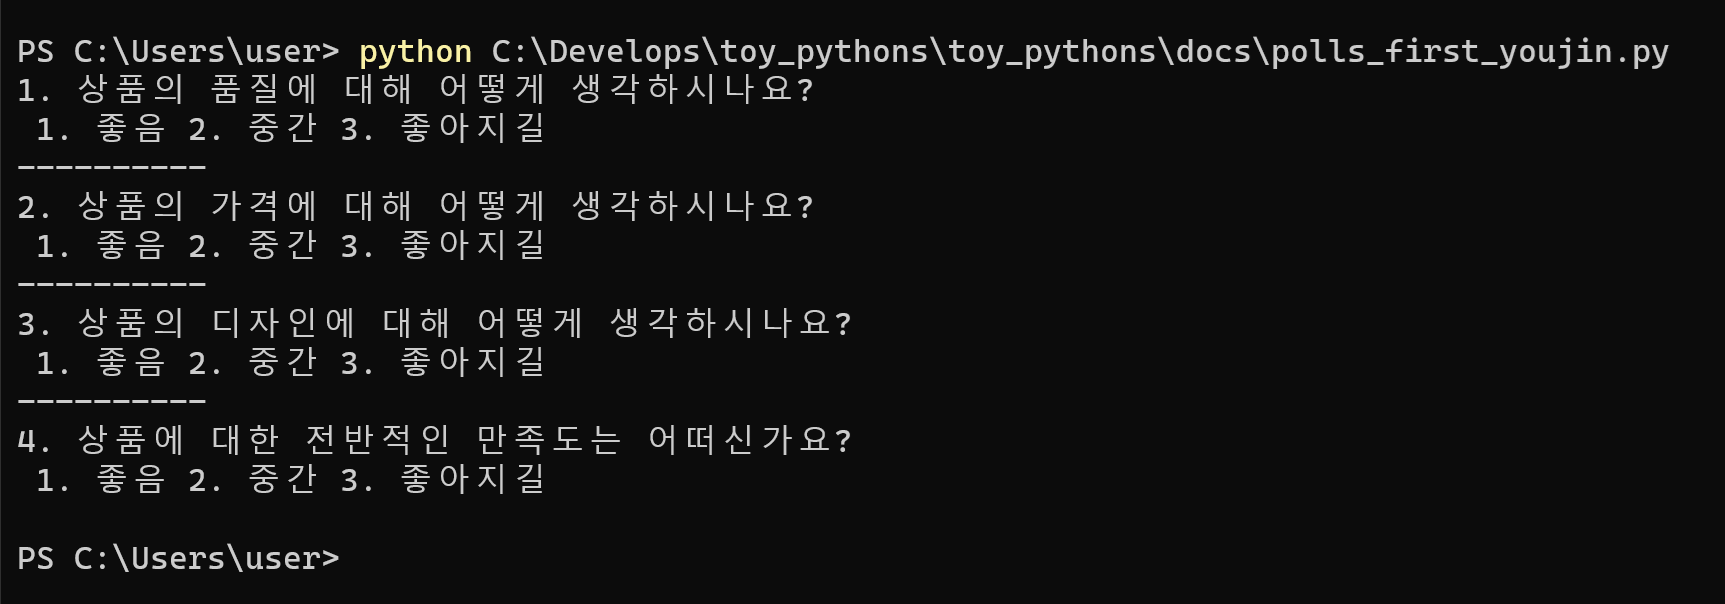 PS C:\Users\user> python C:\Develops\toy_pythons\toy_pythons\docs\polls_first_youjin.py
1. 상품의 품질에 대해 어떻게 생각하시나요?
 1. 좋음 2. 중간 3. 좋아지길
----------
2. 상품의 가격에 대해 어떻게 생각하시나요?
 1. 좋음 2. 중간 3. 좋아지길
----------
3. 상품의 디자인에 대해 어떻게 생각하시나요?
 1. 좋음 2. 중간 3. 좋아지길
----------
4. 상품에 대한 전반적인 만족도는 어떠신가요?
 1. 좋음 2. 중간 3. 좋아지길
PS C:\Users\user>